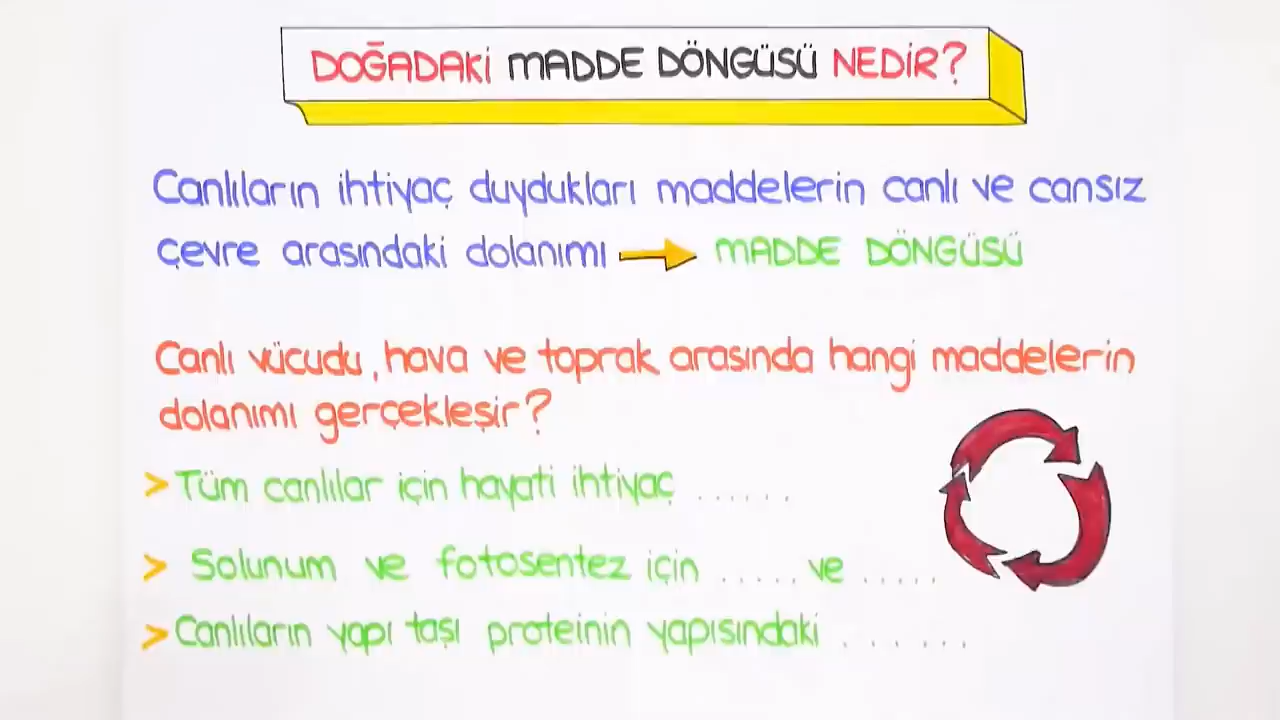 DOĞADAKİ MADDE DÖNGÜSÜ NEDİR?
Canlıların ihtiyaç duydukları maddelerin canlı ve cansız
çevre arasındaki dolanımı → MADDE DÖNGÜSÜ
Canlı vücudu, hava ve toprak arasında hangi maddelerin
dolanımı gerçekleşir?
> Tüm canlılar için hayati ihtiyaç ......
> Solunum ve fotosentez için ..... ve .....
> Canlıların yapı taşı proteinin yapısındaki ......